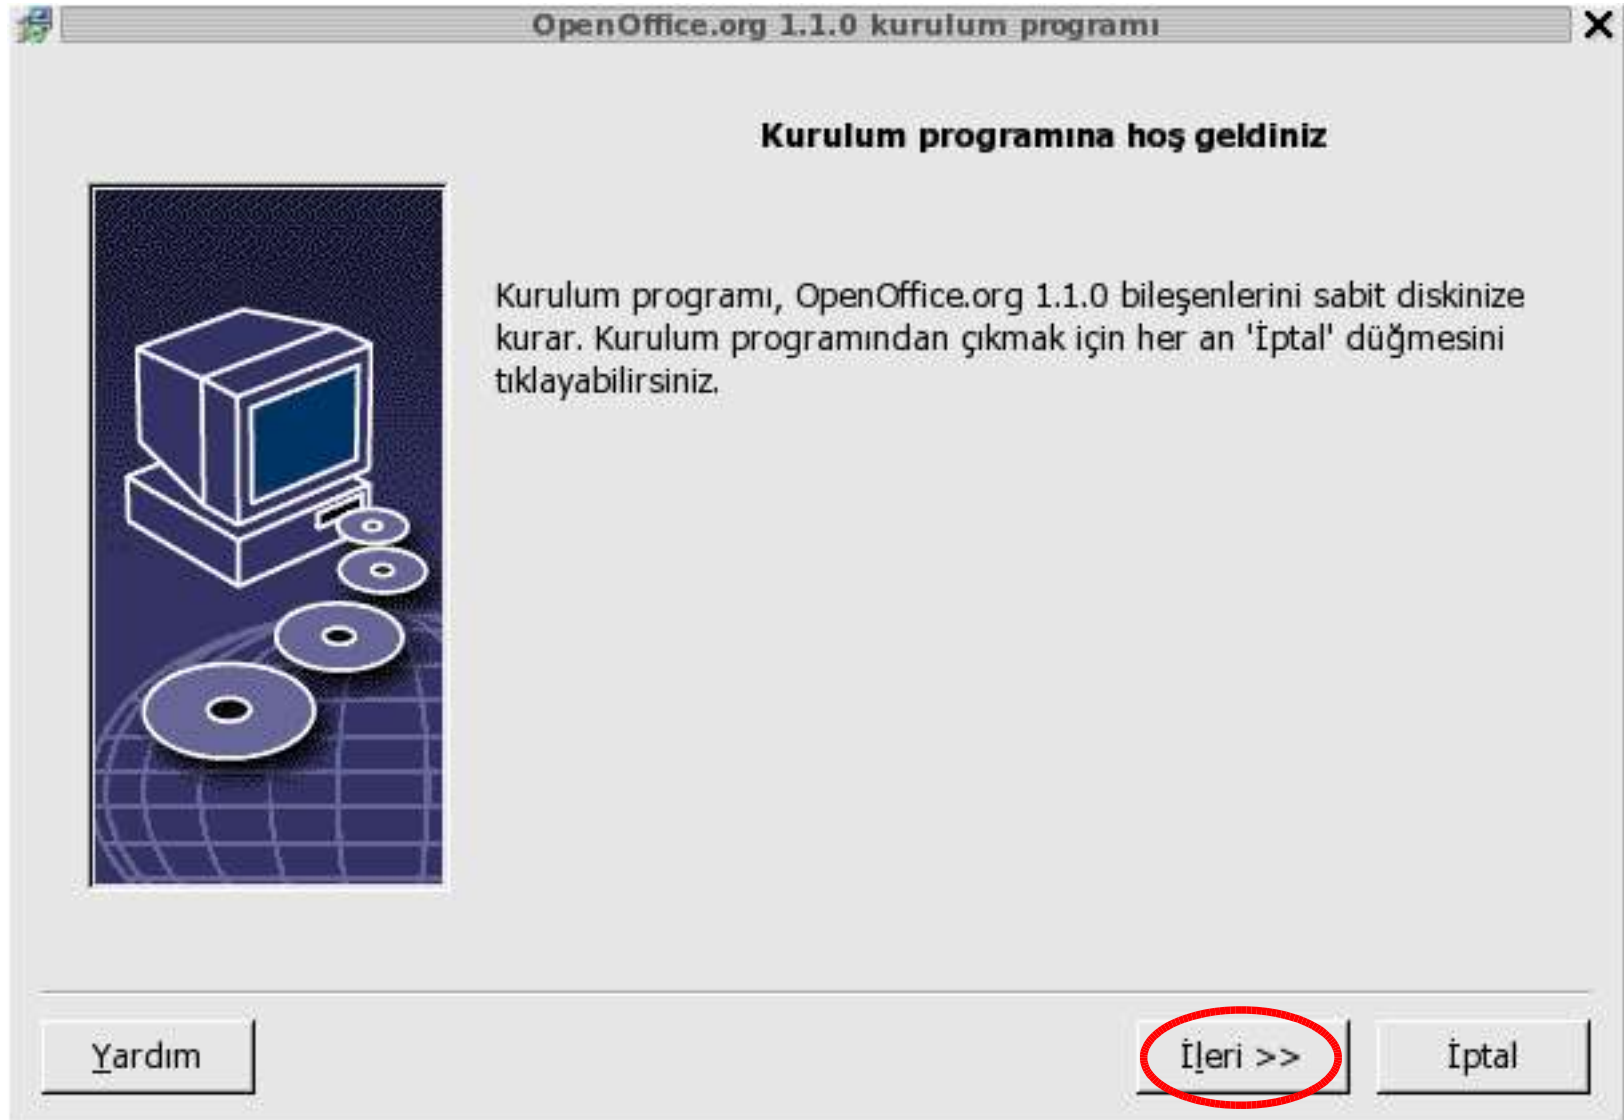 OpenOffice.org 1.1.0 kurulum programı
Kurulum programına hoş geldiniz
Kurulum programı, OpenOffice.org 1.1.0 bileşenlerini sabit diskinize
kurar. Kurulum programından çıkmak için her an 'İptal' düğmesini
tıklayabilirsiniz.
Yardım
İleri >>
İptal